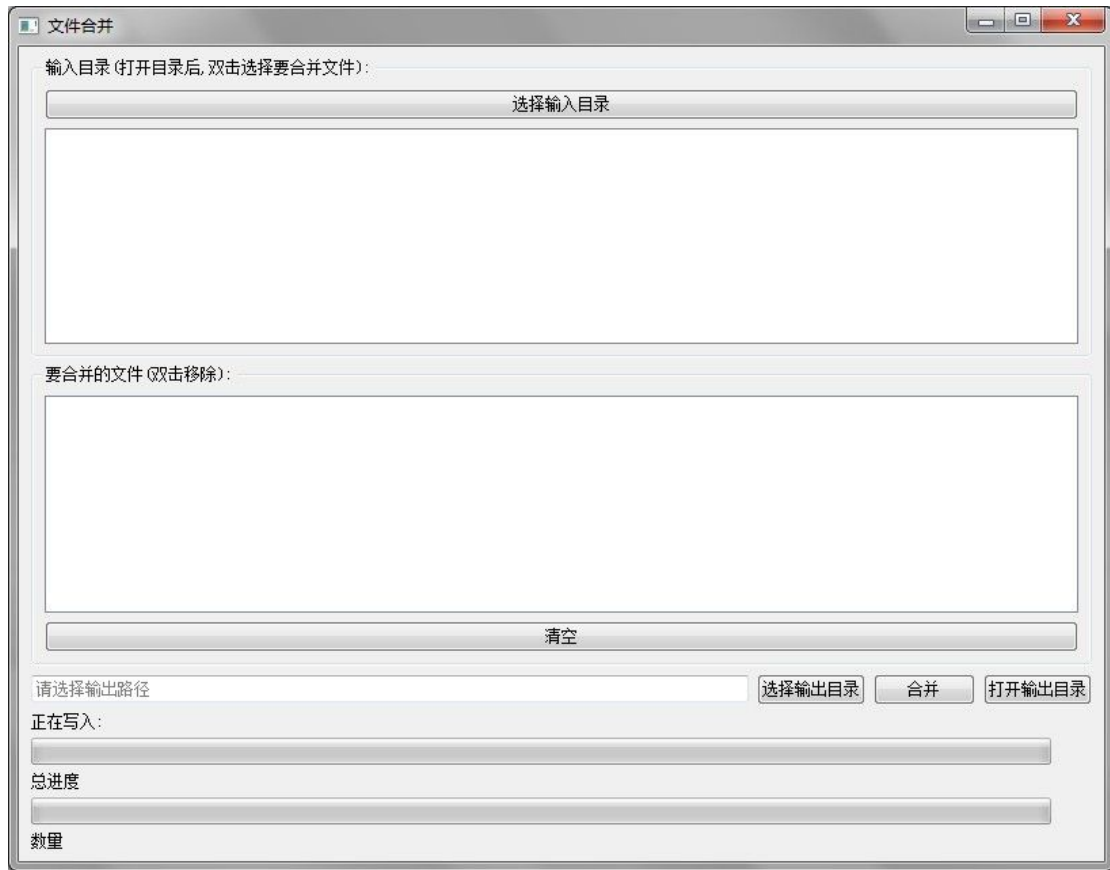 文件合并
输入目录(打开目录后,双击选择要合并文件):
选择输入目录
要合并的文件(双击移除):
清空
请选择输出路径 选择输出目录 合并 打开输出目录
正在写入:
总进度
数量